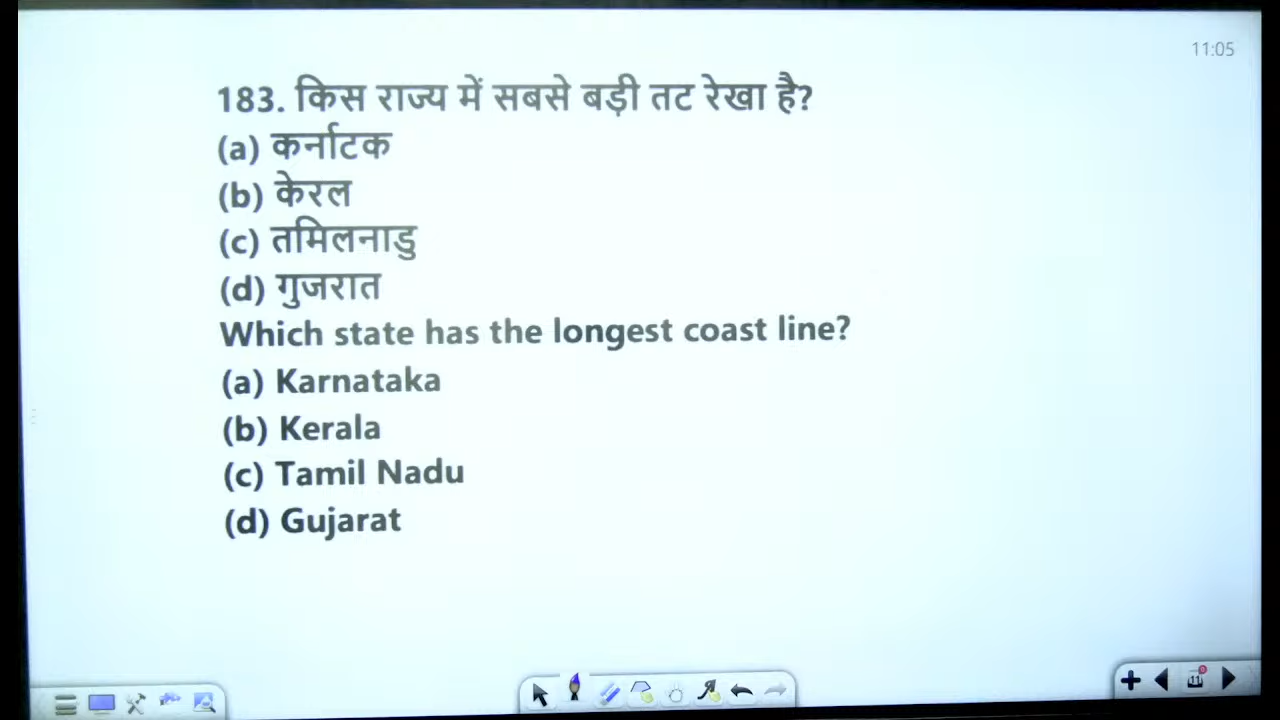 11:05
183. किस राज्य में सबसे बड़ी तट रेखा है?
(a) कर्नाटक
(b) केरल
(c) तमिलनाडु
(d) गुजरात
Which state has the longest coast line?
(a) Karnataka
(b) Kerala
(c) Tamil Nadu
(d) Gujarat
11